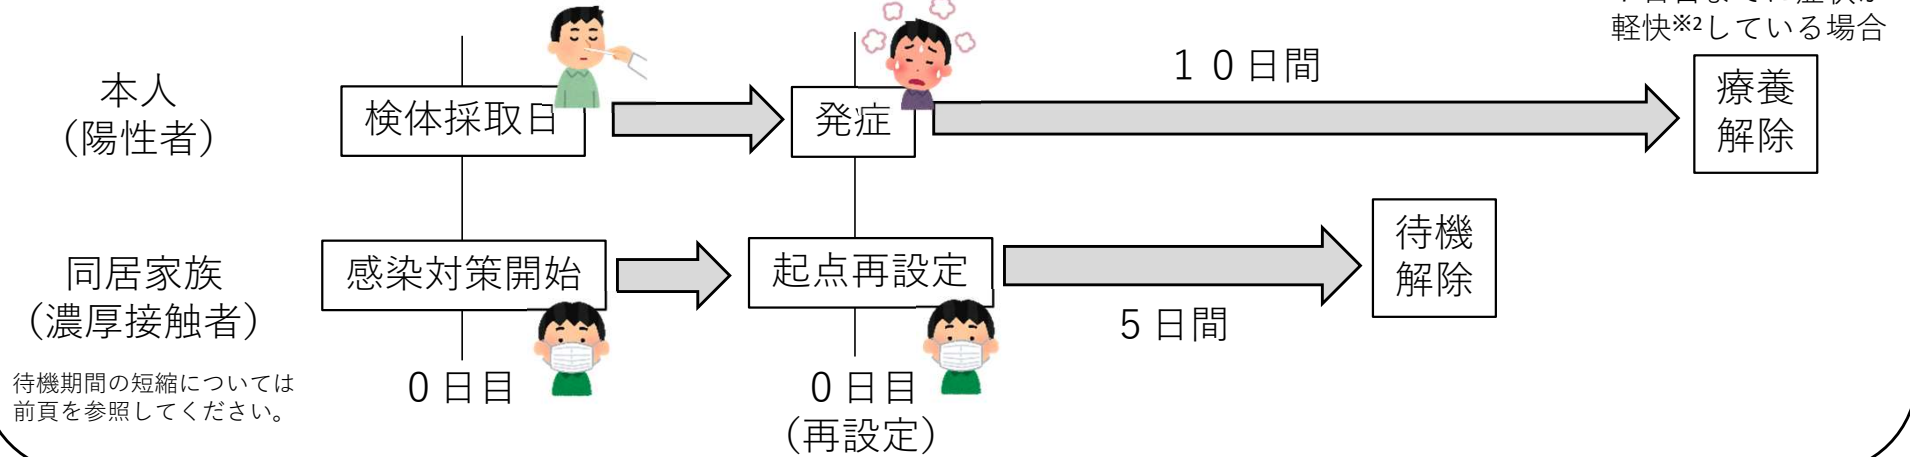 軽快※2している場合
本人
（陽性者）
検体採取日
発症
１０日間
療養
解除
同居家族
（濃厚接触者）
感染対策開始
起点再設定
５日間
待機
解除
待機期間の短縮については
前頁を参照してください。
０日目
０日目
（再設定）